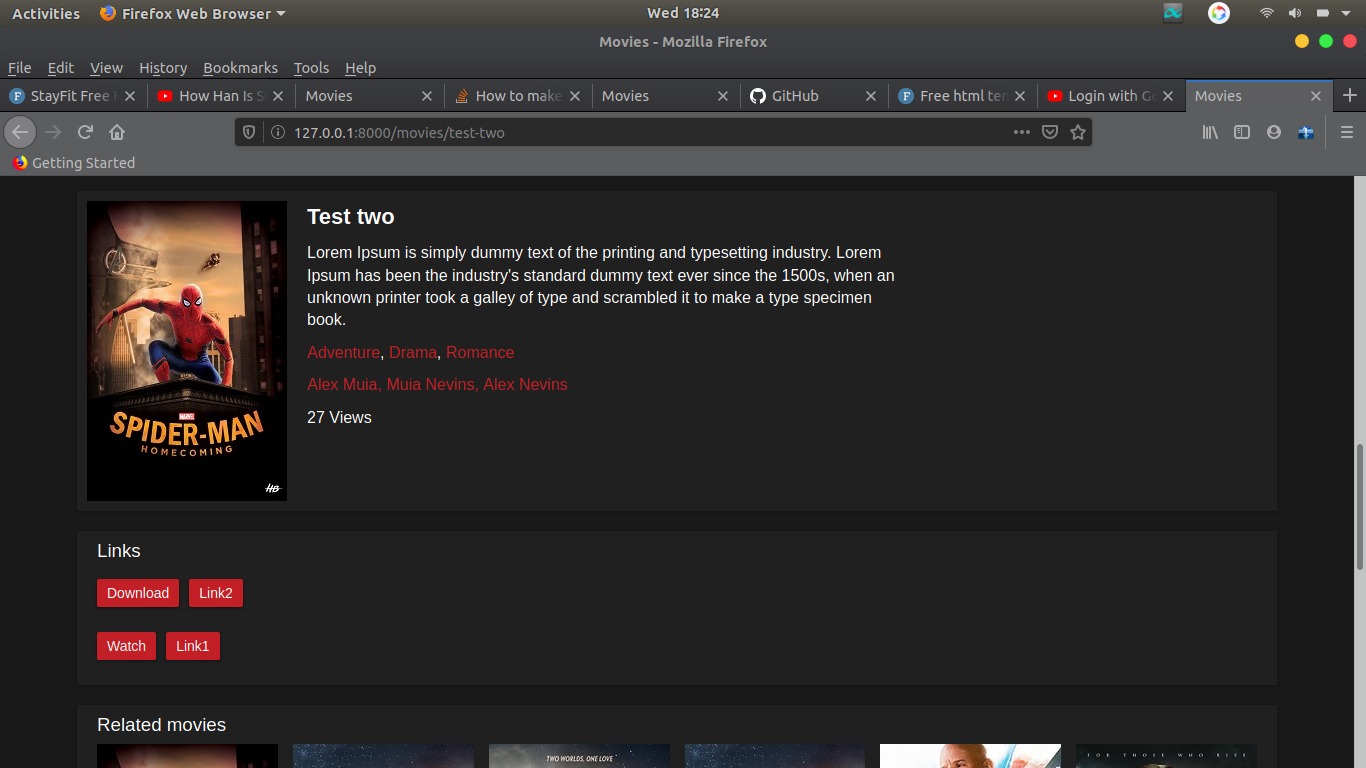 Activities Firefox Web Browser Wed 18:24
Movies - Mozilla Firefox
File Edit View History Bookmarks Tools Help
StayFit Free How Han Is Movies How to make Movies GitHub Free html Login with Movies
127.0.0.1:8000/movies/test-two
Getting Started
Test two
Lorem Ipsum is simply dummy text of the printing and typesetting industry. Lorem
Ipsum has been the industry's standard dummy text ever since the 1500s, when an
unknown printer took a galley of type and scrambled it to make a type specimen
book.
Adventure, Drama, Romance
Alex Muia, Muia Nevins, Alex Nevins
27 Views
MARVEL
SPIDER-MAN
HOMECOMING
Links
Download Link2
Watch Link1
Related movies
TWO WORLDS, ONE LOVE
FOR THOSE WHO RISE